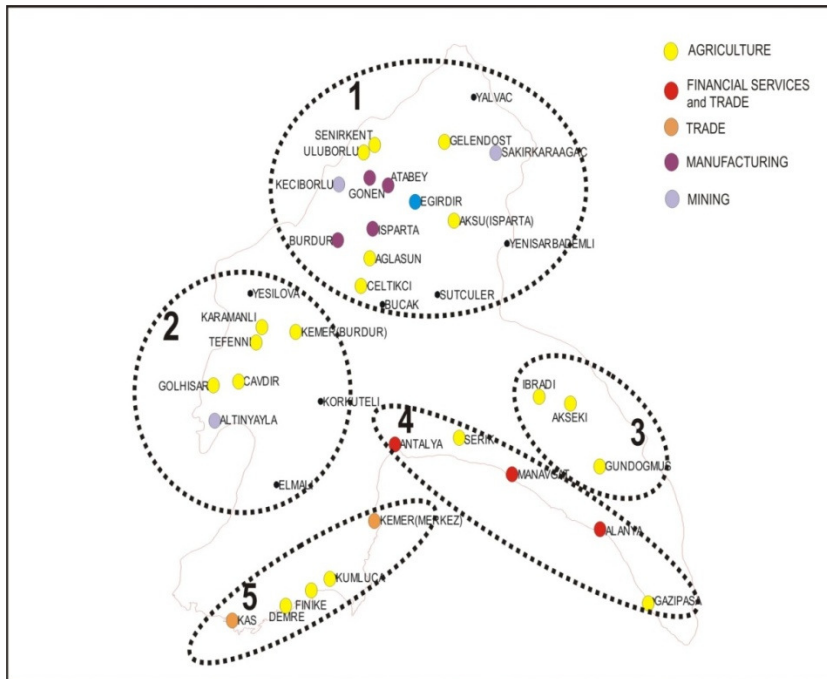 AGRICULTURE
FINANCIAL SERVICES
and TRADE
TRADE
MANUFACTURING
MINING
1
YALVAC
SENIRKENT
ULUBORLU
GELENDOST
SAKIRKARAAGAC
KECIBORLU
ATABEY
GONEN
EGIRDIR
AKSU(ISPARTA)
ISPARTA
BURDUR
YENISARBADEMLI
AGLASUN
CELTIKCI
SUTCULER
BUCAK
2
YESILOVA
KARAMANLI
KEMER(BURDUR)
TEFENNI
GOLHISAR
CAVDIR
KORKUTELI
ALTINYAYLA
ELMALI
3
IBRADI
AKSEKI
GUNDOGMUS
4
ANTALYA
SERIK
MANAVGAT
ALANYA
GAZIPASA
5
KEMER(MERKEZ)
KUMLUCA
FINIKE
DEMRE
KAS